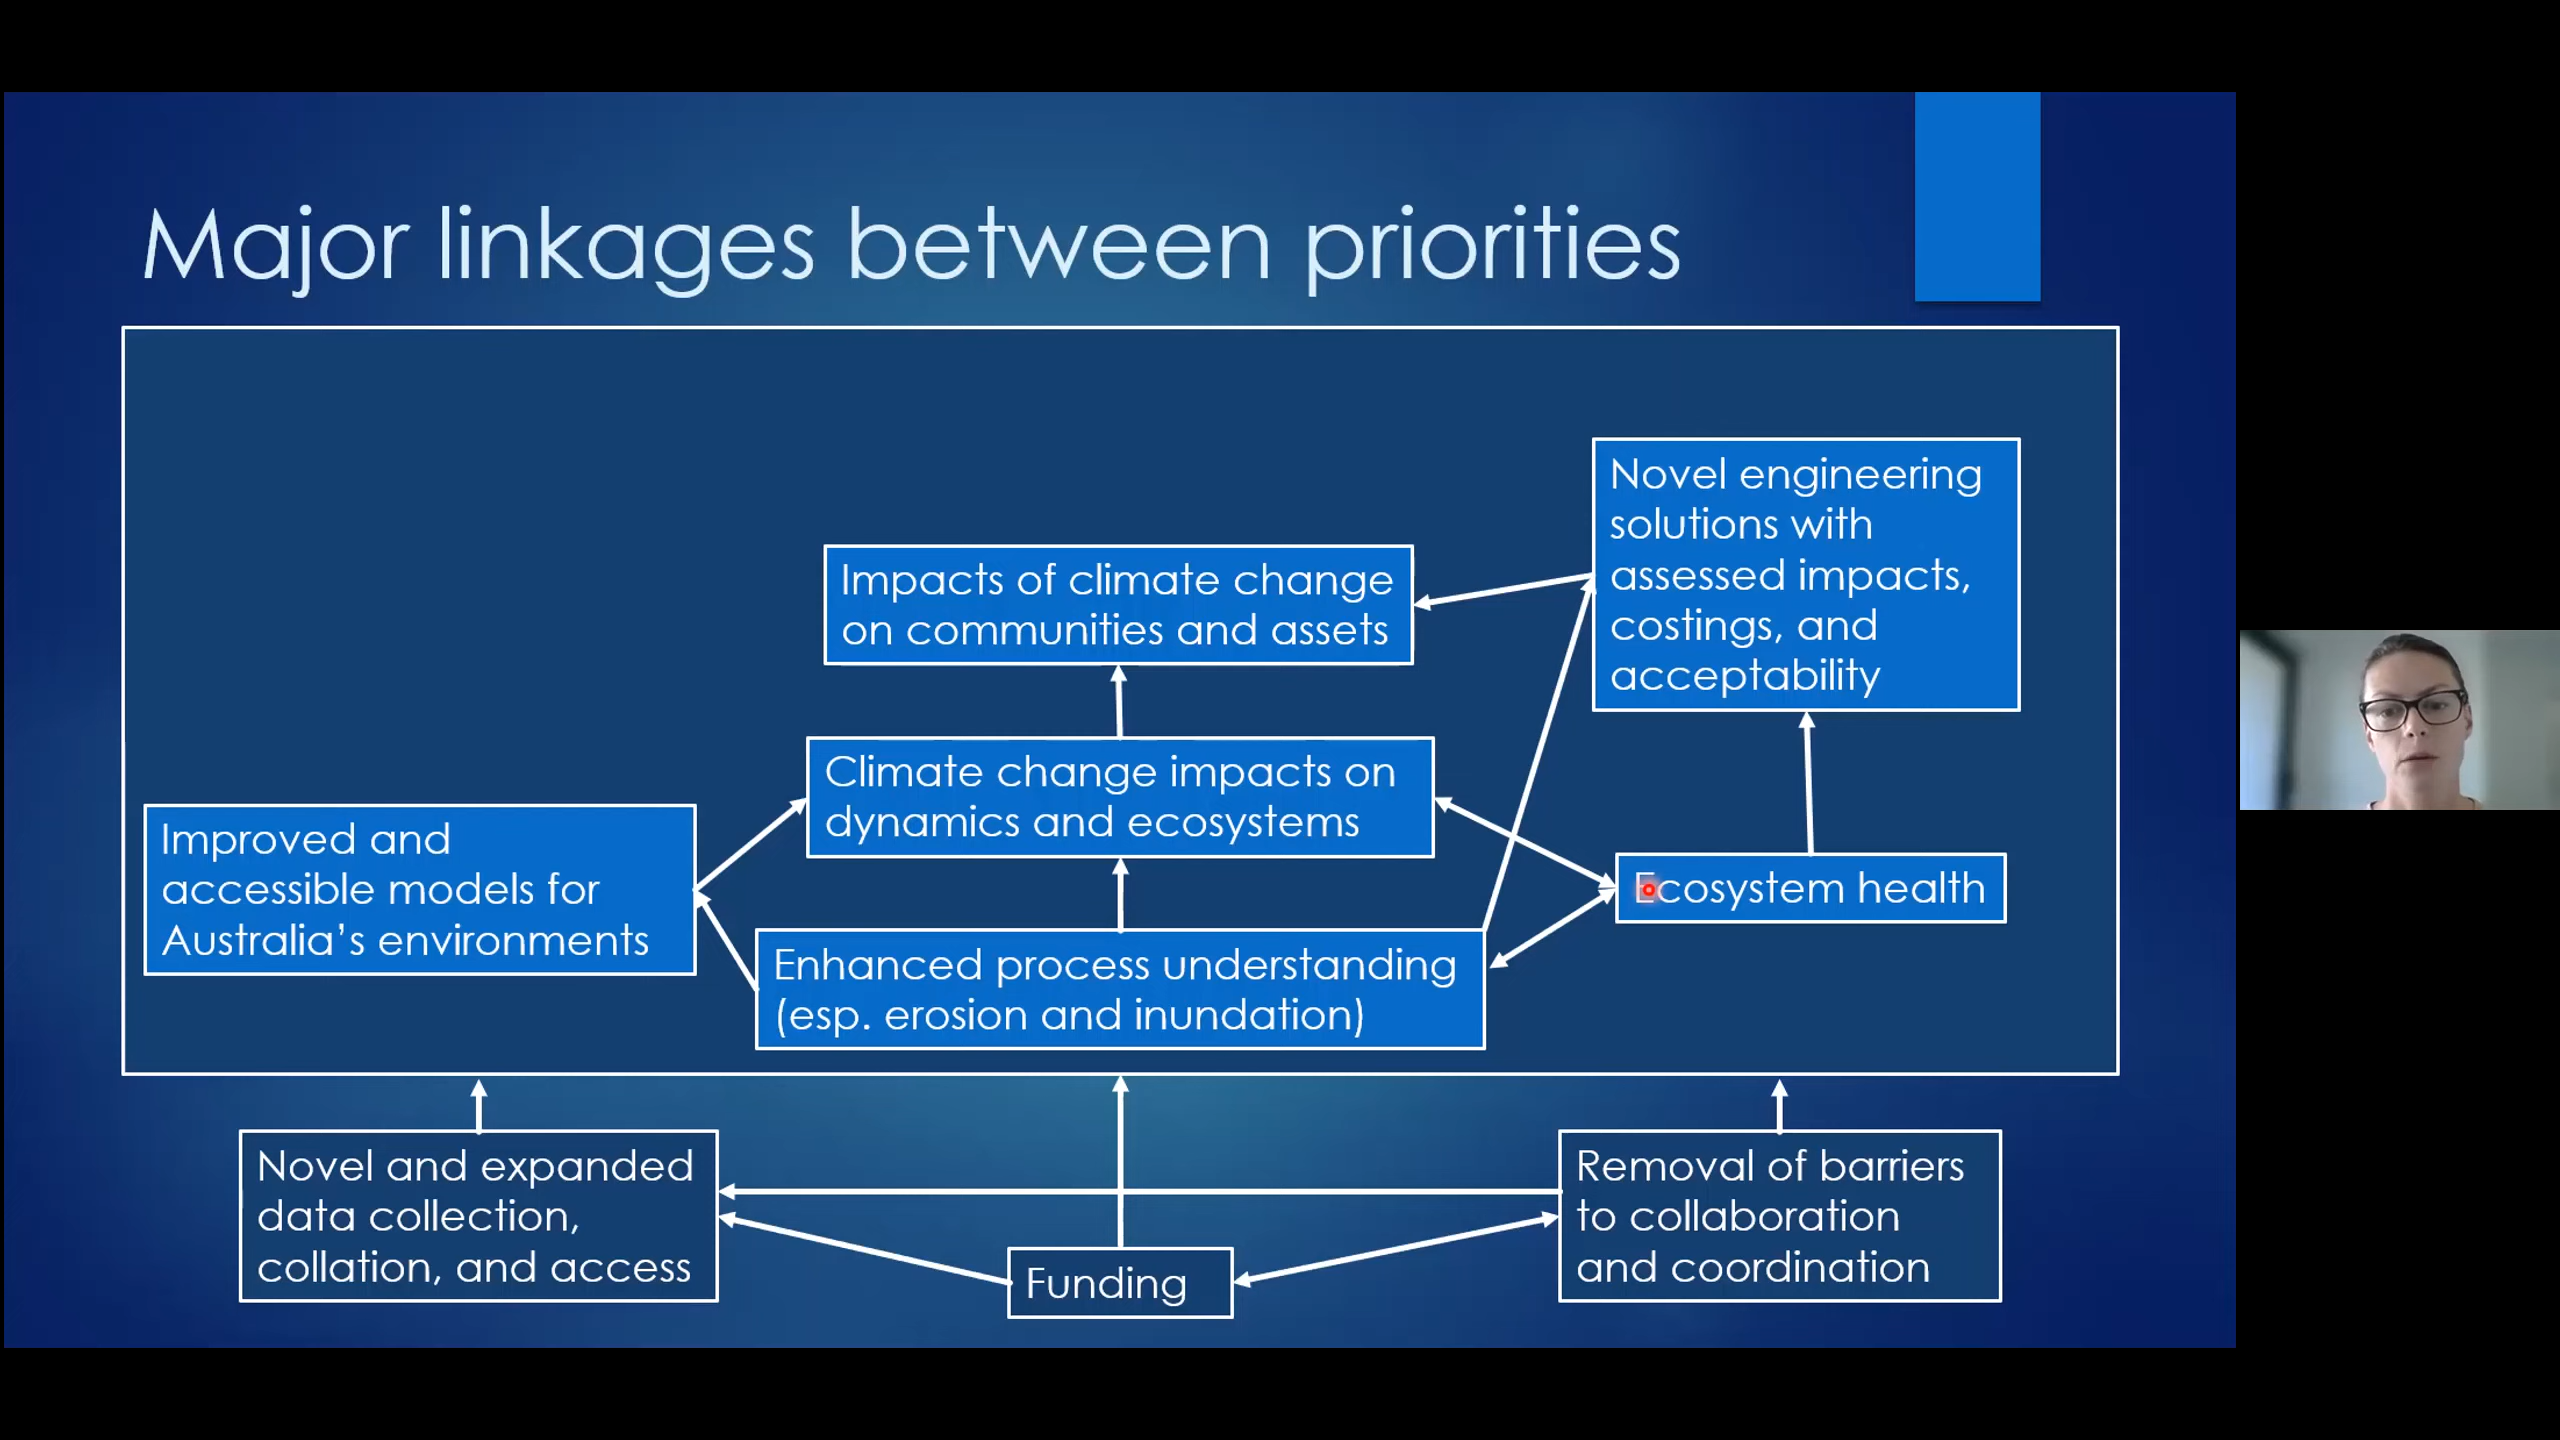 Major linkages between priorities
Novel engineering
solutions with
assessed impacts,
costings, and
acceptability
Impacts of climate change
on communities and assets
Climate change impacts on
dynamics and ecosystems
Improved and
accessible models for
Australia's environments
Ecosystem health
Enhanced process understanding
(esp. erosion and inundation)
Novel and expanded
data collection,
collation, and access
Funding
Removal of barriers
to collaboration
and coordination